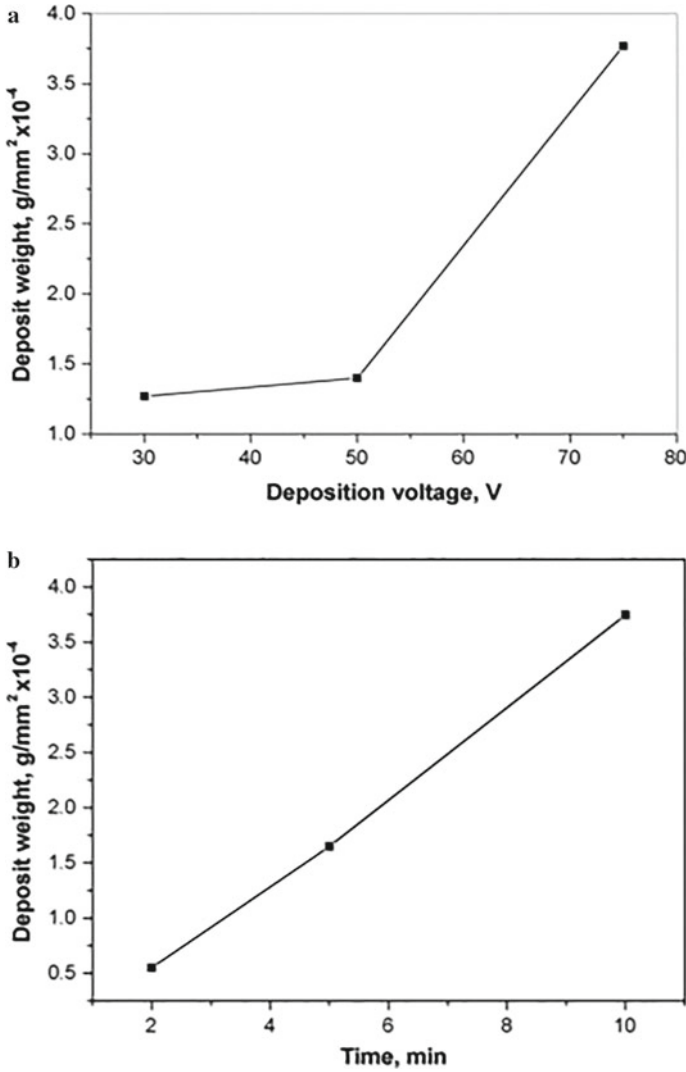 a
4.0
3.5
3.0
2.5
2.0
1.5
1.0
Deposit weight, g/mm²x10⁻⁴
30 40 50 60 70 80
Deposition voltage, V
b
4.0
3.5
3.0
2.5
2.0
1.5
1.0
0.5
Deposit weight, g/mm²x10⁻⁴
2 4 6 8 10
Time, min